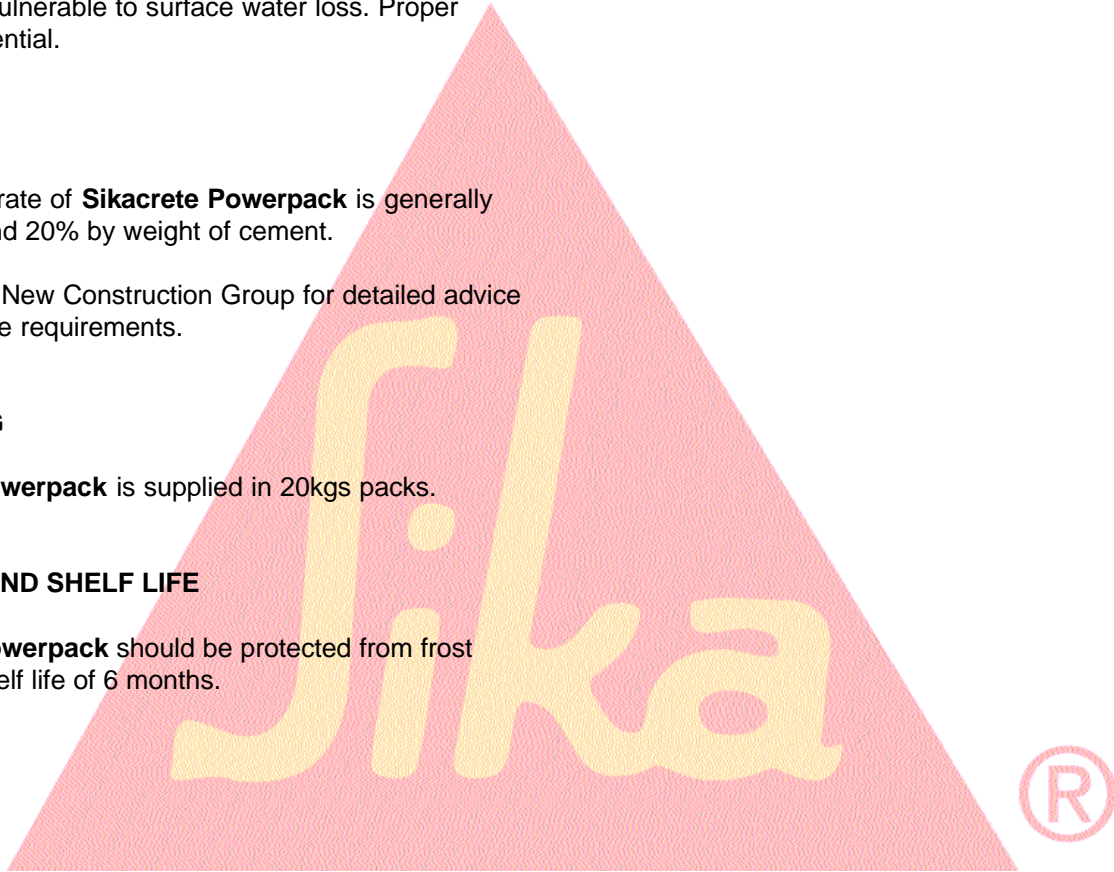 ulnerable to surface water loss. Proper
ential.
rate of Sikacrete Powerpack is generally
nd 20% by weight of cement.
New Construction Group for detailed advice
e requirements.
G
werpack is supplied in 20kgs packs.
ND SHELF LIFE
owerpack should be protected from frost
elf life of 6 months.
Sika
®